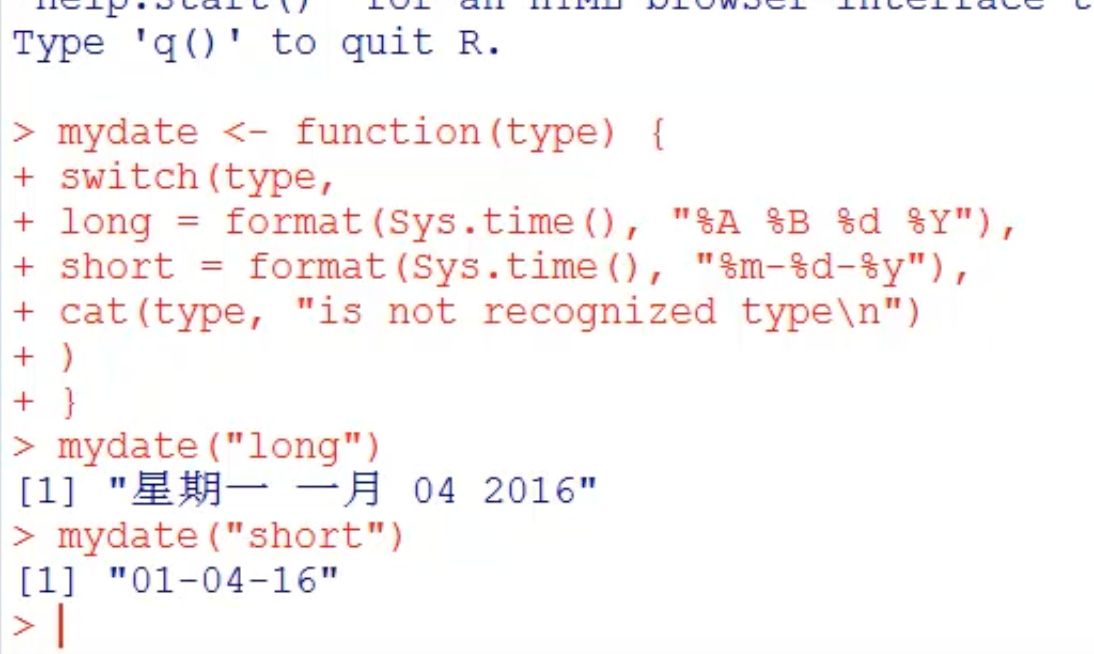 'help.start()' for an HTML browser interface t
Type 'q()' to quit R.
> mydate <- function(type) {
+ switch(type,
+ long = format(Sys.time(), "%A %B %d %Y"),
+ short = format(Sys.time(), "%m-%d-%y"),
+ cat(type, "is not recognized type\n")
+ )
+ }
> mydate("long")
[1] "星期一 一月 04 2016"
> mydate("short")
[1] "01-04-16"
>